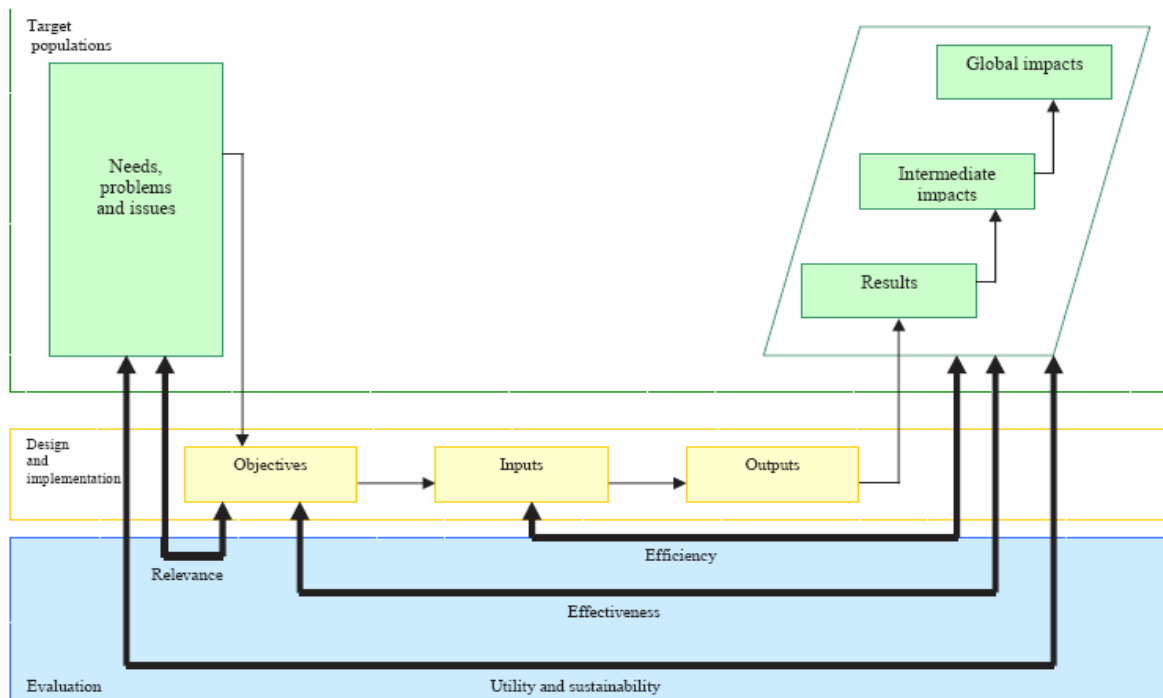 Target
populations
Global impacts
Needs,
problems
and issues
Intermediate
impacts
Results
Design
and
implementation
Objectives
Inputs
Outputs
Efficiency
Relevance
Effectiveness
Evaluation
Utility and sustainability